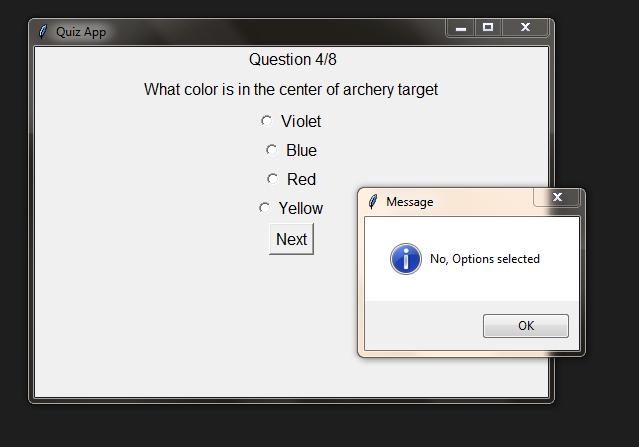 Quiz App
Question 4/8
What color is in the center of archery target
Violet
Blue
Red
Yellow
Next
Message
No, Options selected
OK